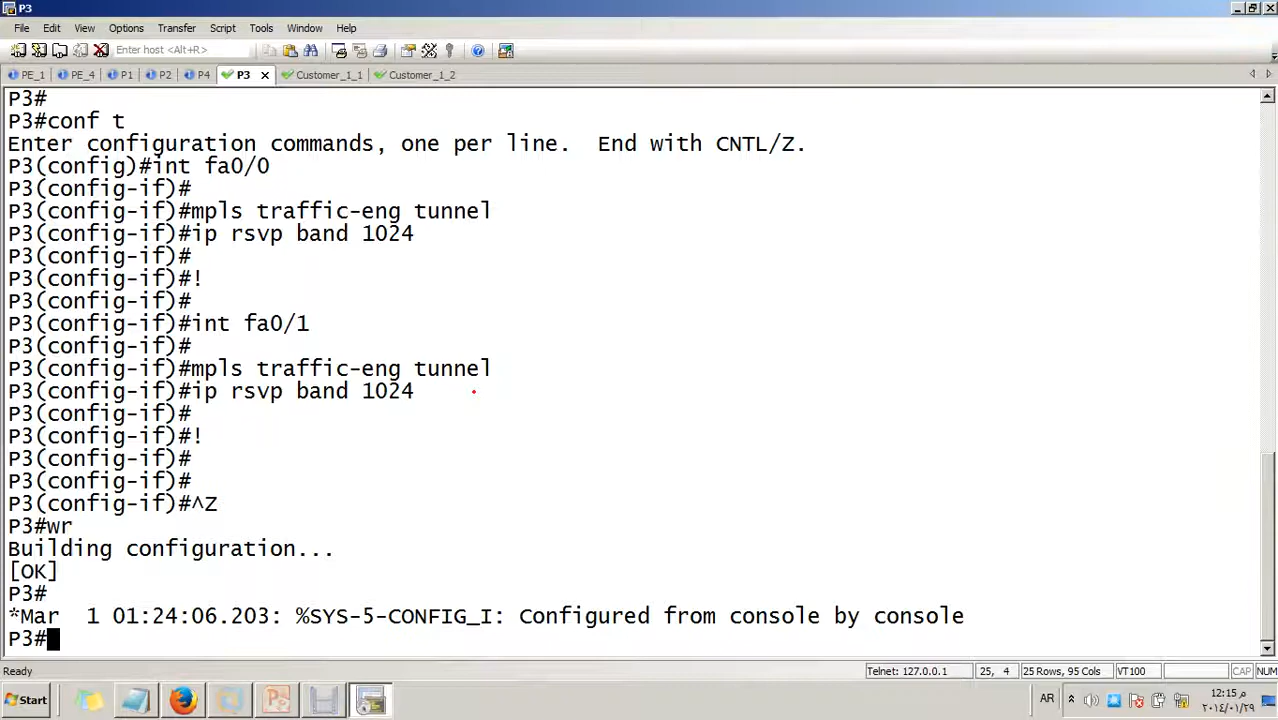 P3
File Edit View Options Transfer Script Tools Window Help
Enter host <Alt+R>
PE_1 PE_4 P1 P2 P4 P3 Customer_1_1 Customer_1_2
P3#
P3#conf t
Enter configuration commands, one per line.  End with CNTL/Z.
P3(config)#int fa0/0
P3(config-if)#
P3(config-if)#mpls traffic-eng tunnel
P3(config-if)#ip rsvp band 1024
P3(config-if)#
P3(config-if)#!
P3(config-if)#
P3(config-if)#int fa0/1
P3(config-if)#
P3(config-if)#mpls traffic-eng tunnel
P3(config-if)#ip rsvp band 1024
P3(config-if)#
P3(config-if)#!
P3(config-if)#
P3(config-if)#
P3(config-if)#^Z
P3#wr
Building configuration...
[OK]
P3#
*Mar  1 01:24:06.203: %SYS-5-CONFIG_I: Configured from console by console
P3#
Ready Telnet: 127.0.0.1 25, 4 25 Rows, 95 Cols VT100 CAP NUM
Start AR 12:15 م
٢٠١٤/٠١/٢٩